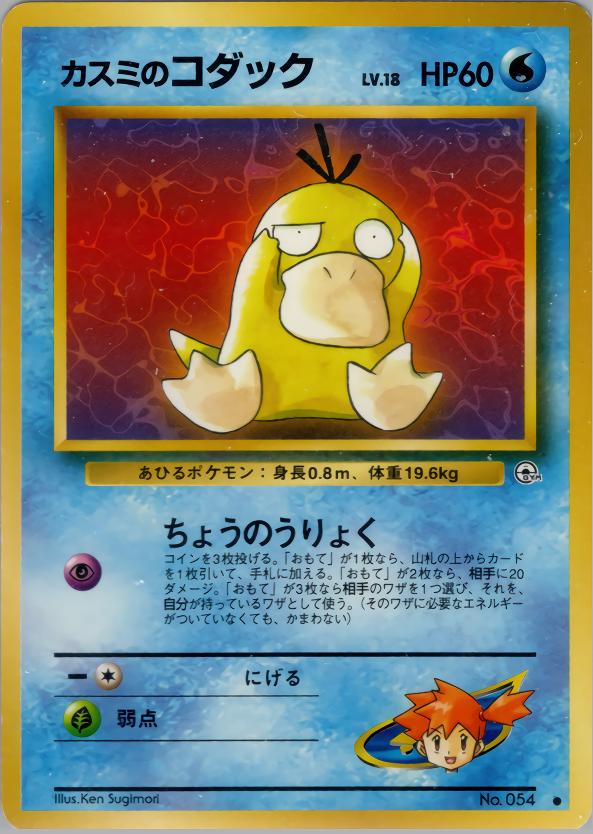 カスミのコダック LV.18 HP60
あひるポケモン：身長0.8m、体重19.6kg
GYM
ちょうのうりょく
コインを3枚投げる。「おもて」が1枚なら、山札の上からカード
を1枚引いて、手札に加える。「おもて」が2枚なら、相手に20
ダメージ。「おもて」が3枚なら相手のワザを1つ選び、それを、
自分が持っているワザとして使う。（そのワザに必要なエネルギー
がついていなくても、かまわない）
ー にげる
弱点
Illus.Ken Sugimori No. 054 ●